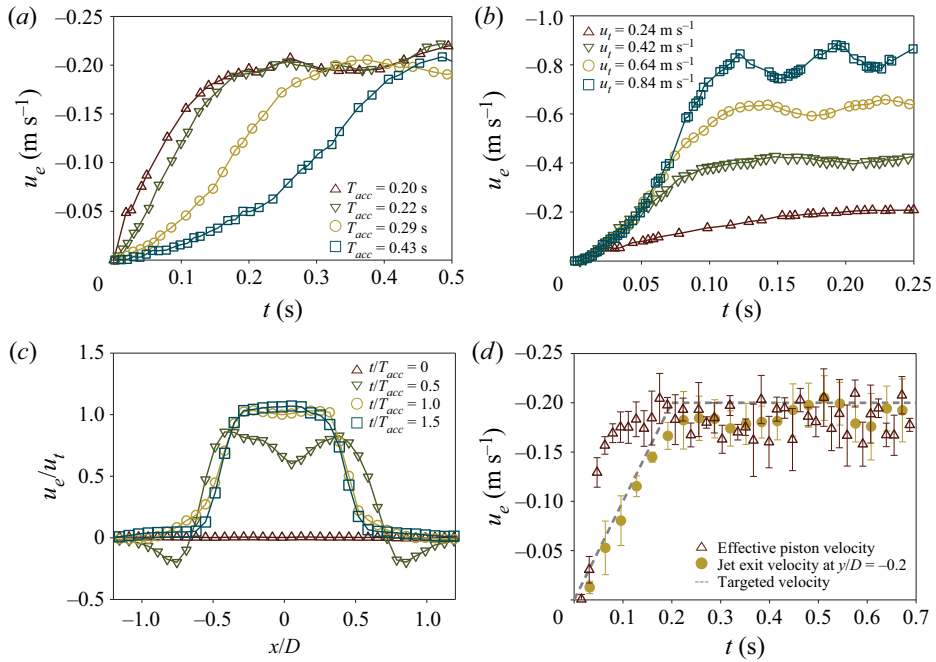 (a)
–0.20
–0.15
–0.10
–0.05
0
0.1
0.2
0.3
0.4
0.5
u_e (m s⁻¹)
t (s)
T_acc = 0.20 s
T_acc = 0.22 s
T_acc = 0.29 s
T_acc = 0.43 s
(b)
–1.0
–0.8
–0.6
–0.4
–0.2
0
0.05
0.10
0.15
0.20
0.25
u_e (m s⁻¹)
t (s)
u_t = 0.24 m s⁻¹
u_t = 0.42 m s⁻¹
u_t = 0.64 m s⁻¹
u_t = 0.84 m s⁻¹
(c)
1.5
1.0
0.5
0
–0.5
–1.0
–0.5
0
0.5
1.0
u_e/u_t
x/D
t/T_acc = 0
t/T_acc = 0.5
t/T_acc = 1.0
t/T_acc = 1.5
(d)
–0.25
–0.20
–0.15
–0.10
–0.05
0
0.1
0.2
0.3
0.4
0.5
0.6
0.7
u_e (m s⁻¹)
t (s)
Effective piston velocity
Jet exit velocity at y/D = –0.2
Targeted velocity